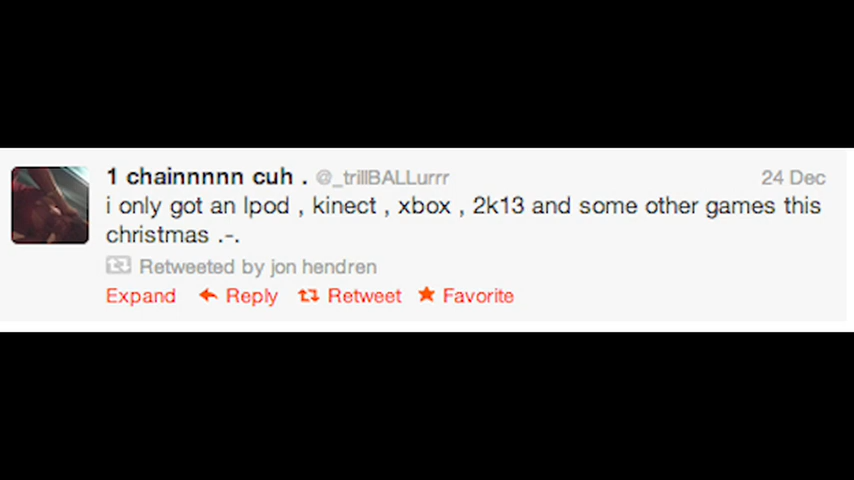 1 chainnnnn cuh . @_trillBALLurrr 24 Dec
i only got an Ipod , kinect , xbox , 2k13 and some other games this
christmas .-.
Retweeted by jon hendren
Expand Reply Retweet Favorite